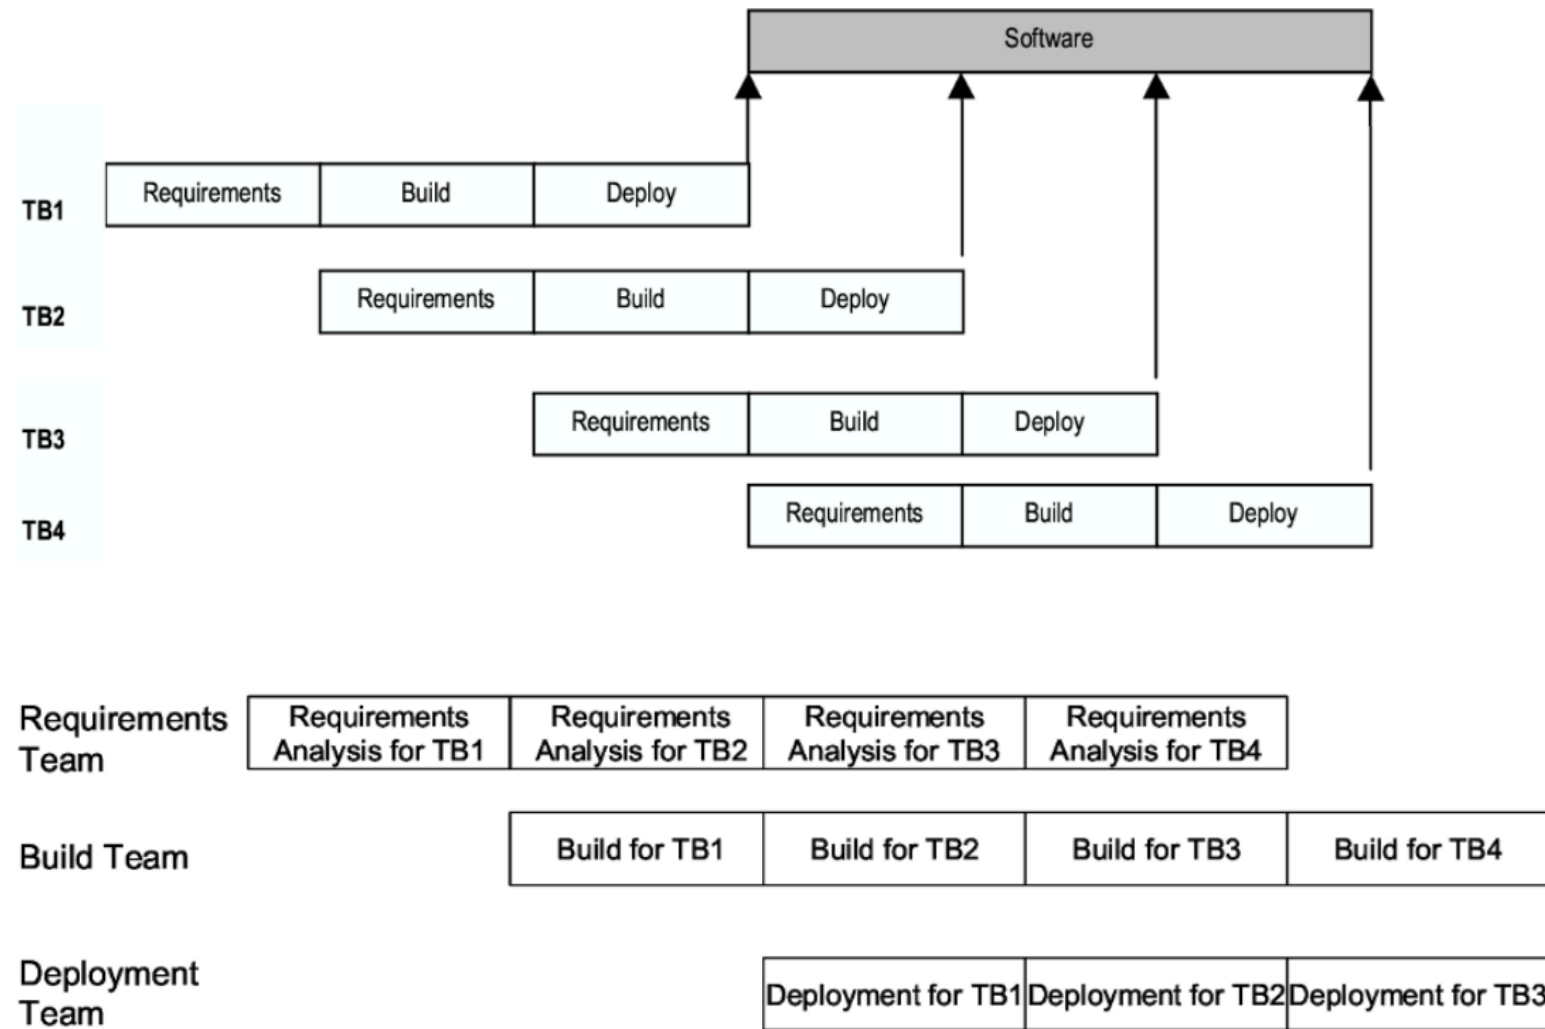 Software
TB1
Requirements
Build
Deploy
TB2
Requirements
Build
Deploy
TB3
Requirements
Build
Deploy
TB4
Requirements
Build
Deploy
Requirements
Team
Requirements
Analysis for TB1
Requirements
Analysis for TB2
Requirements
Analysis for TB3
Requirements
Analysis for TB4
Build Team
Build for TB1
Build for TB2
Build for TB3
Build for TB4
Deployment
Team
Deployment for TB1
Deployment for TB2
Deployment for TB3